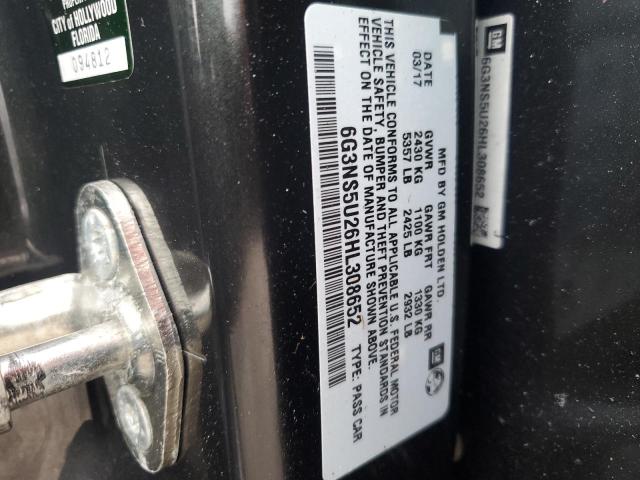 CITY of HOLLYWOOD
FLORIDA
094812
MFD BY GM HOLDEN LTD.
DATE GVWR GAWR FRT GAWR RR
03/17 2430 KG 1100 KG 1330 KG
5357 LB 2425 LB 2932 LB
THIS VEHICLE CONFORMS TO ALL APPLICABLE U.S. FEDERAL MOTOR
VEHICLE SAFETY, BUMPER AND THEFT PREVENTION STANDARDS IN
EFFECT ON THE DATE OF MANUFACTURE SHOWN ABOVE.
6G3NS5U26HL308652 TYPE: PASS CAR
GM
GM
6G3NS5U26HL308652